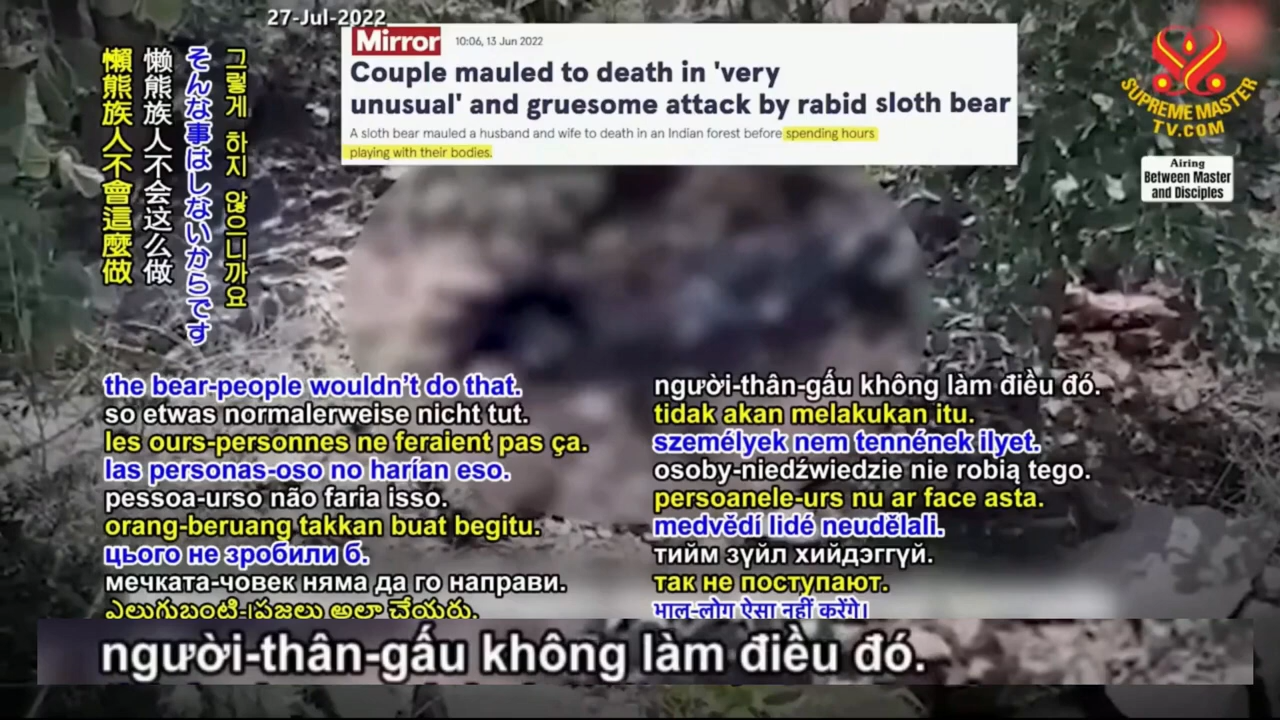 27-Jul-2022
Mirror
10:06, 13 Jun 2022
Couple mauled to death in 'very
unusual' and gruesome attack by rabid sloth bear
A sloth bear mauled a husband and wife to death in an Indian forest before spending hours
playing with their bodies.
SUPREME MASTER
TV.COM
Airing
Between Master
and Disciples
그렇게 하지 않으니까요
そんな事はしないからです
懒熊族人不会这么做
懶熊族人不會這麼做
the bear-people wouldn't do that.
so etwas normalerweise nicht tut.
les ours-personnes ne feraient pas ça.
las personas-oso no harían eso.
pessoa-urso não faria isso.
orang-beruang takkan buat begitu.
цього не зробили б.
мечката-човек няма да го направи.
ఎలుగుబంటి-ప్రజలు అలా చేయరు.
người-thân-gấu không làm điều đó.
tidak akan melakukan itu.
személyek nem tennének ilyet.
osoby-niedźwiedzie nie robią tego.
persoanele-urs nu ar face asta.
medvědí lidé neudělali.
тийм зүйл хийдэггүй.
так не поступают.
भालू-लोग ऐसा नहीं करेंगे।
người-thân-gấu không làm điều đó.